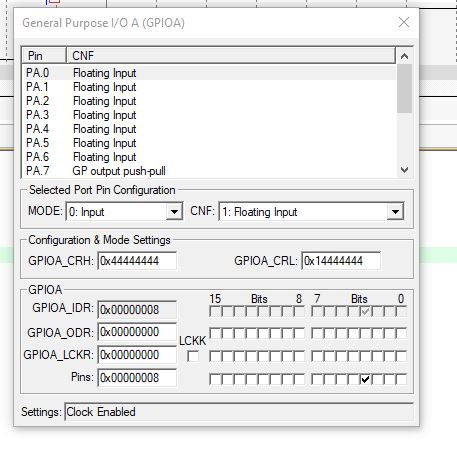 General Purpose I/O A (GPIOA)
Pin CNF
PA.0 Floating Input
PA.1 Floating Input
PA.2 Floating Input
PA.3 Floating Input
PA.4 Floating Input
PA.5 Floating Input
PA.6 Floating Input
PA.7 GP output push-pull
Selected Port Pin Configuration
MODE: 0: Input CNF: 1: Floating Input
Configuration & Mode Settings
GPIOA_CRH: 0x44444444 GPIOA_CRL: 0x14444444
GPIOA
15 Bits 8 7 Bits 0
GPIOA_IDR: 0x00000008
GPIOA_ODR: 0x00000000
LCKK
GPIOA_LCKR: 0x00000000
Pins: 0x00000008
Settings: Clock Enabled